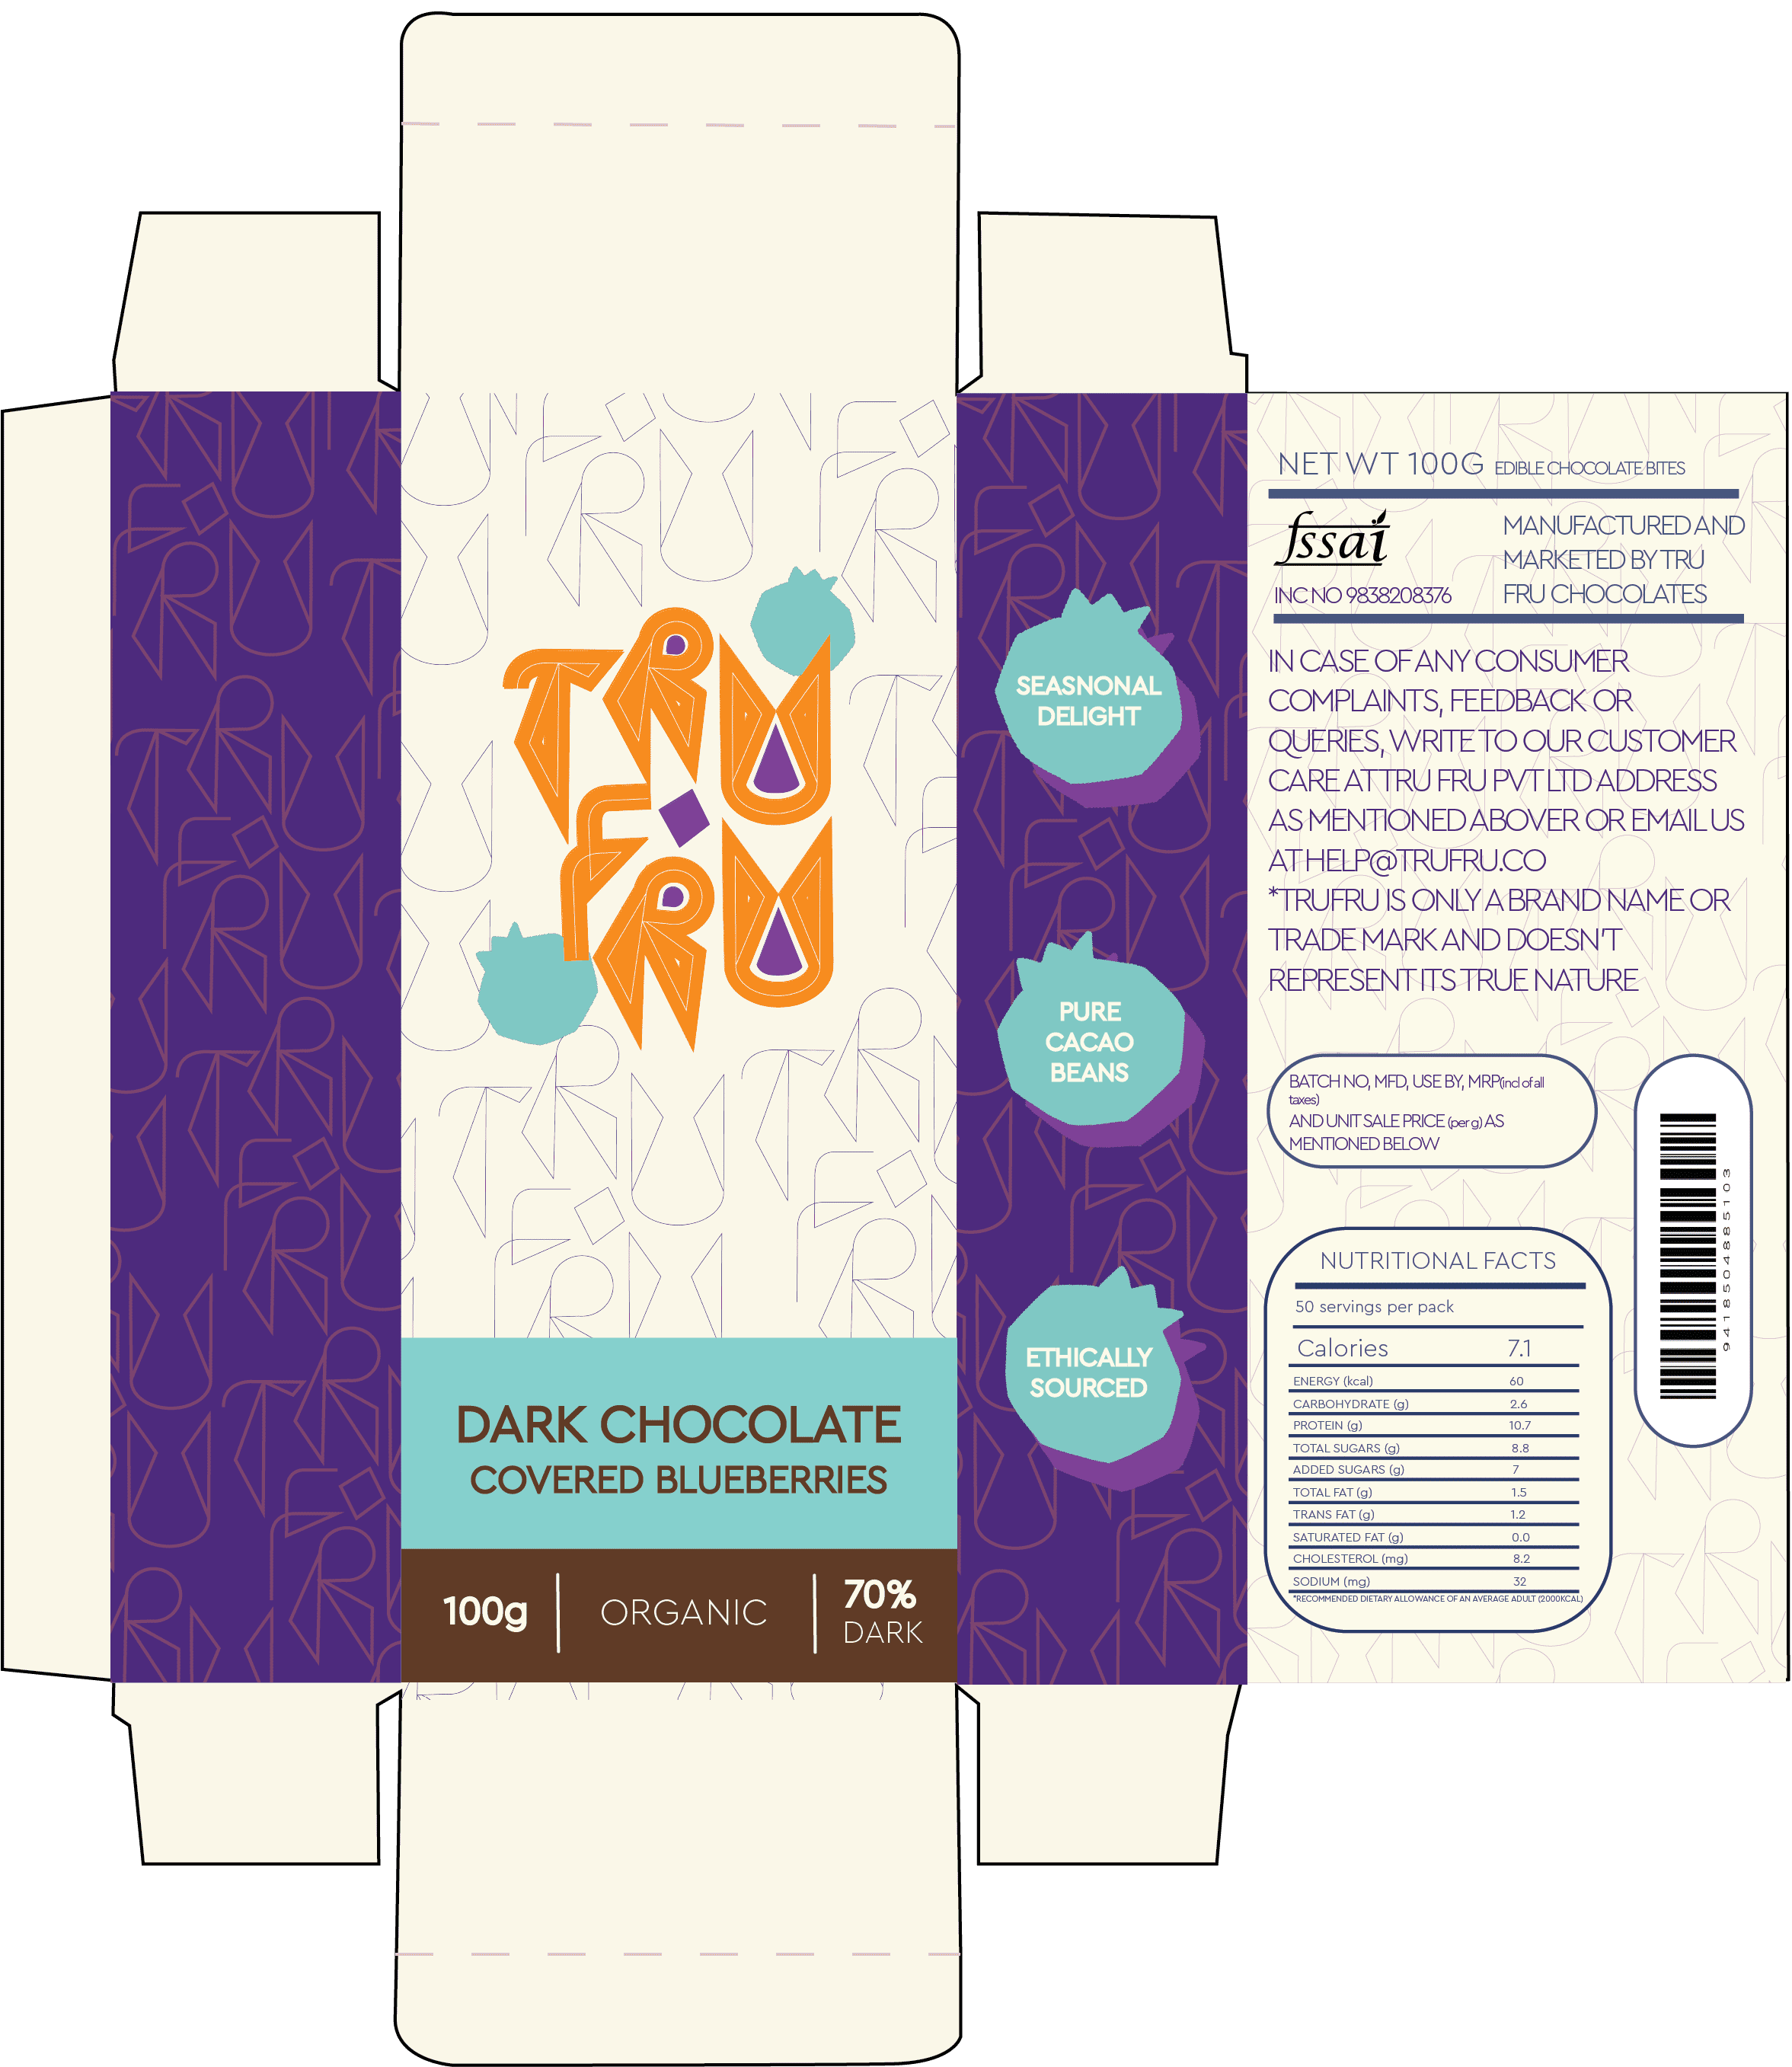 TRU
FRU
DARK CHOCOLATE
COVERED BLUEBERRIES
100g
ORGANIC
70%
DARK
SEASNONAL
DELIGHT
PURE
CACAO
BEANS
ETHICALLY
SOURCED
NET WT 100G EDIBLE CHOCOLATE BITES
fssai
INC NO 9838208376
MANUFACTURED AND
MARKETED BY TRU
FRU CHOCOLATES
IN CASE OF ANY CONSUMER
COMPLAINTS, FEEDBACK OR
QUERIES, WRITE TO OUR CUSTOMER
CARE AT TRU FRU PVT LTD ADDRESS
AS MENTIONED ABOVER OR EMAIL US
AT HELP@TRUFRU.CO
*TRUFRU IS ONLY A BRAND NAME OR
TRADE MARK AND DOESN'T
REPRESENT ITS TRUE NATURE
BATCH NO, MFD, USE BY, MRP(incl of all
taxes)
AND UNIT SALE PRICE (per g) AS
MENTIONED BELOW
9418504885103
NUTRITIONAL FACTS
50 servings per pack
Calories 7.1
ENERGY (kcal) 60
CARBOHYDRATE (g) 2.6
PROTEIN (g) 10.7
TOTAL SUGARS (g) 8.8
ADDED SUGARS (g) 7
TOTAL FAT (g) 1.5
TRANS FAT (g) 1.2
SATURATED FAT (g) 0.0
CHOLESTEROL (mg) 8.2
SODIUM (mg) 32
*RECOMMENDED DIETARY ALLOWANCE OF AN AVERAGE ADULT (2000KCAL)